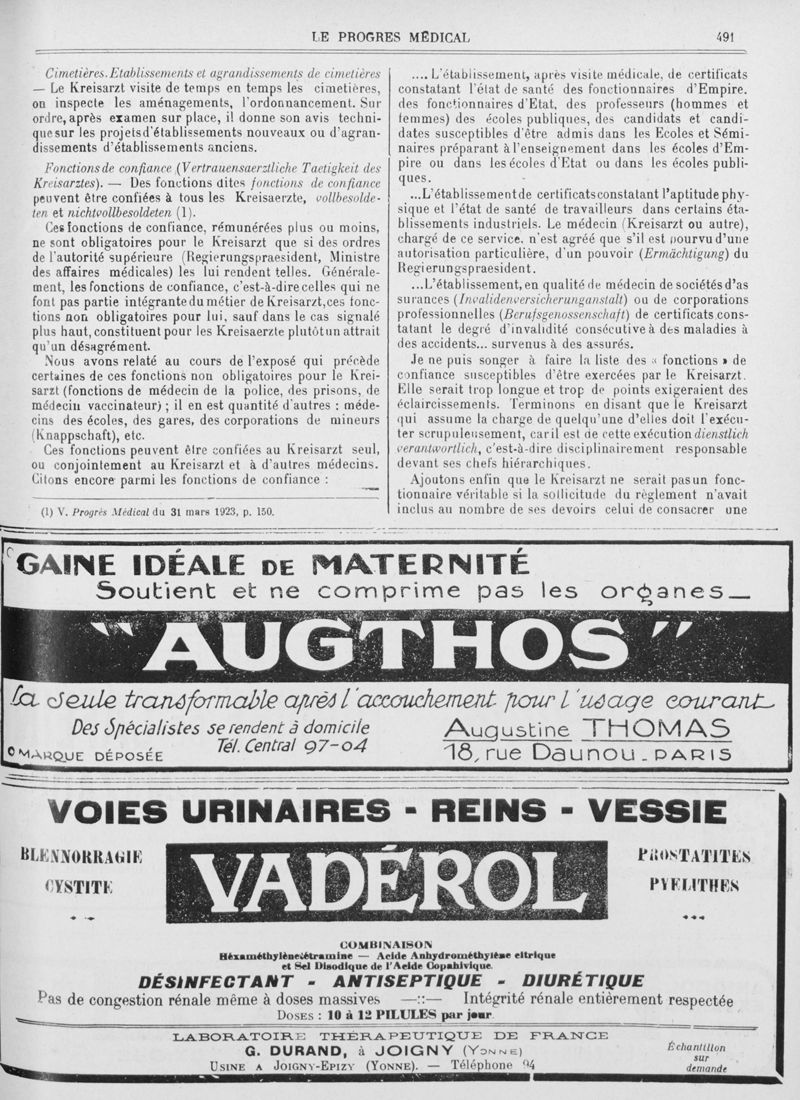 LE PROGRES MÉDICAL
491
Cimetières. Etablissements et agrandissements de cimetières
— Le Kreisarzt visite de temps en temps les cimetières,
on inspecte les aménagements, l'ordonnancement. Sur
ordre, après examen sur place, il donne son avis techni-
que sur les projets d'établissements nouveaux ou d'agran-
dissements d'établissements anciens.
Fonctions de confiance (Vertrauensaerztliche Taetigkeit des
Kreisarztes). — Des fonctions dites fonctions de confiance
peuvent être confiées à tous les Kreisaerzte, vollbesolde-
ten et nichtvollbesoldeten (1).
Ces fonctions de confiance, rémunérées plus ou moins,
ne sont obligatoires pour le Kreisarzt que si des ordres
de l'autorité supérieure (Regierungspraesident, Ministre
des affaires médicales) les lui rendent telles. Générale-
ment, les fonctions de confiance, c'est-à-dire celles qui ne
font pas partie intégrante du métier de Kreisarzt, ces fonc-
tions non obligatoires pour lui, sauf dans le cas signalé
plus haut, constituent pour les Kreisaerzte plutôt un attrait
qu'un désagrément.
Nous avons relaté au cours de l'exposé qui précède
certaines de ces fonctions non obligatoires pour le Krei-
sarzt (fonctions de médecin de la police, des prisons, de
médecin vaccinateur) ; il en est quantité d'autres : méde-
cins des écoles, des gares, des corporations de mineurs
(Knappschaft), etc.
Ces fonctions peuvent être confiées au Kreisarzt seul,
ou conjointement au Kreisarzt et à d'autres médecins.
Citons encore parmi les fonctions de confiance :
(1) V. Progrès Médical du 31 mars 1923, p. 150.
.... L'établissement, après visite médicale, de certificats
constatant l'état de santé des fonctionnaires d'Empire,
des fonctionnaires d'Etat, des professeurs (hommes et
femmes) des écoles publiques, des candidats et candi-
dates susceptibles d'être admis dans les Ecoles et Sémi-
naires préparant à l'enseignement dans les écoles d'Em-
pire ou dans les écoles d'Etat ou dans les écoles publi-
ques.
...L'établissement de certificats constatant l'aptitude phy-
sique et l'état de santé de travailleurs dans certains éta-
blissements industriels. Le médecin (Kreisarzt ou autre),
chargé de ce service, n'est agréé que s'il est pourvu d'une
autorisation particulière, d'un pouvoir (Ermächtigung) du
Regierungspraesident.
...L'établissement, en qualité de médecin de sociétés d'as
surances (Invalidenversicherunganstalt) ou de corporations
professionnelles (Berufsgenossenschaft) de certificats cons-
tatant le degré d'invalidité consécutive à des maladies à
des accidents... survenus à des assurés.
Je ne puis songer à faire la liste des « fonctions » de
confiance susceptibles d'être exercées par le Kreisarzt.
Elle serait trop longue et trop de points exigeraient des
éclaircissements. Terminons en disant que le Kreisarzt
qui assume la charge de quelqu'une d'elles doit l'exécu-
ter scrupuleusement, car il est de cette exécution dienstlich
verantwortlich, c'est-à-dire disciplinairement responsable
devant ses chefs hiérarchiques.
Ajoutons enfin que le Kreisarzt ne serait pas un fonc-
tionnaire véritable si la sollicitude du règlement n'avait
inclus au nombre de ses devoirs celui de consacrer une
GAINE IDÉALE DE MATERNITÉ
Soutient et ne comprime pas les organes_
"AUGTHOS"
La seule transformable après l'accouchement pour l'usage courant_
Des Spécialistes se rendent à domicile
Tél. Central 97-04
MARQUE DÉPOSÉE
Augustine THOMAS
18, rue Daunou _ PARIS
VOIES URINAIRES - REINS - VESSIE
BLENNORRAGIE
CYSTITE
VADÉROL
PROSTATITES
PYELITHES
COMBINAISON
Héxaméthylènetétramine — Acide Anhydrométhylène citrique
et Sel Disodique de l'Acide Copahivique.
DÉSINFECTANT - ANTISEPTIQUE - DIURÉTIQUE
Pas de congestion rénale même à doses massives —::— Intégrité rénale entièrement respectée
DOSES : 10 à 12 PILULES par jour
LABORATOIRE THÉRAPEUTIQUE DE FRANCE
G. DURAND, à JOIGNY (YONNE)
USINE A JOIGNY-EPIZY (YONNE). — Téléphone 94
Échantillon
sur
demande